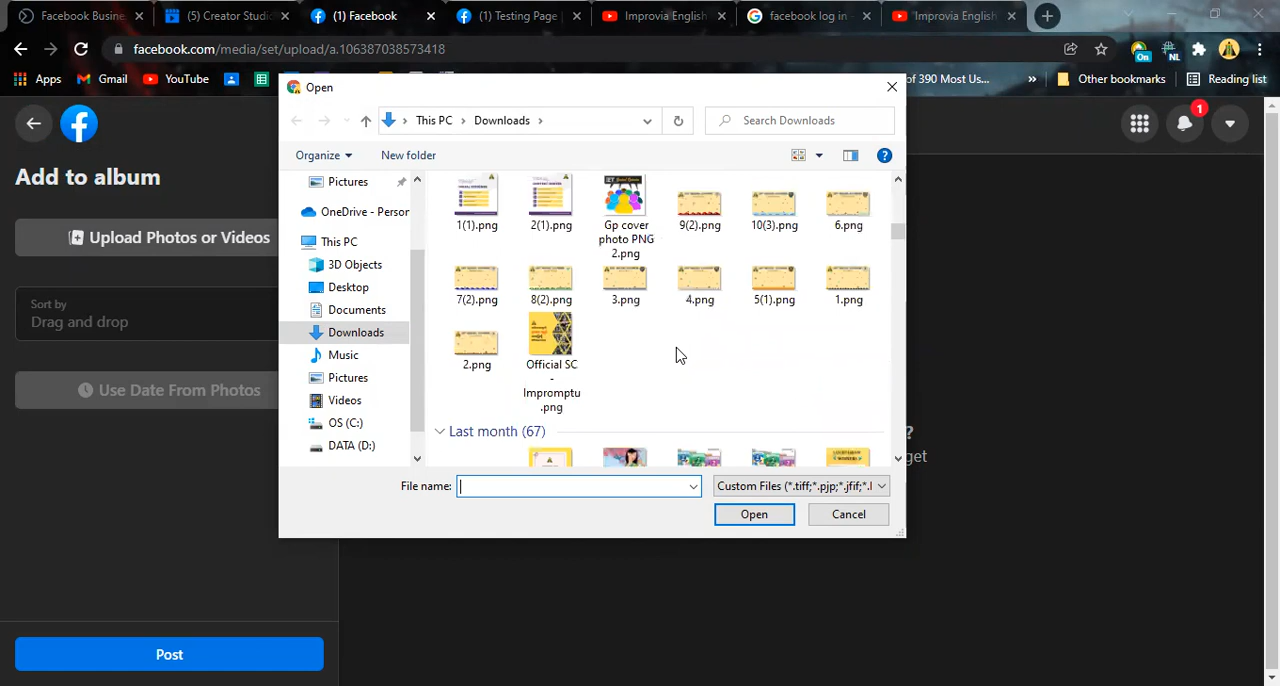 Facebook Busine
(5) Creator Studi
(1) Facebook
(1) Testing Page
Improvia English
facebook log in -
"Improvia English
facebook.com/media/set/upload/a.106387038573418
On
NL
Apps
Gmail
YouTube
of 390 Most Us...
Other bookmarks
Reading list
Open
This PC
Downloads
Search Downloads
1
Add to album
Organize
New folder
Upload Photos or Videos
Sort by
Drag and drop
Use Date From Photos
Post
Pictures
OneDrive - Person
This PC
3D Objects
Desktop
Documents
Downloads
Music
Pictures
Videos
OS (C:)
DATA (D:)
1(1).png
2(1).png
Gp cover
photo PNG
2.png
9(2).png
10(3).png
6.png
7(2).png
8(2).png
3.png
4.png
5(1).png
1.png
2.png
Official SC
-
Impromptu
.png
Last month (67)
?
get
File name:
Custom Files (*.tiff;*.pjp;*.jfif;*.l
Open
Cancel